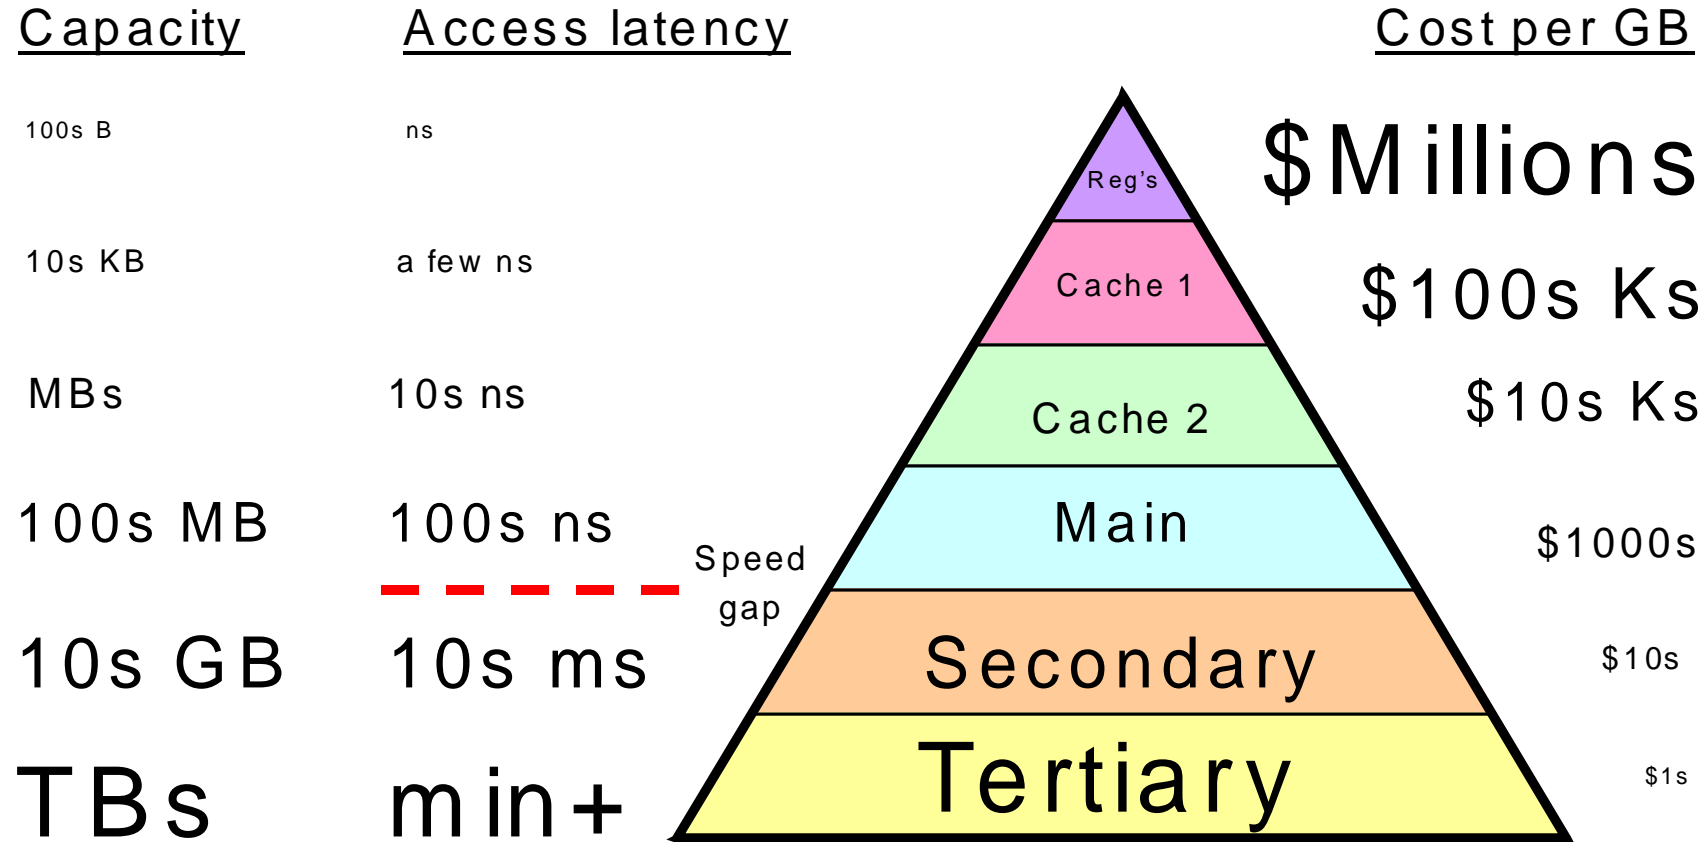 Capacity Access latency Cost per GB
100s B ns Reg's $Millions
10s KB a few ns Cache 1 $100s Ks
MBs 10s ns Cache 2 $10s Ks
100s MB 100s ns Main $1000s
Speed
gap
10s GB 10s ms Secondary $10s
TBs min+ Tertiary $1s